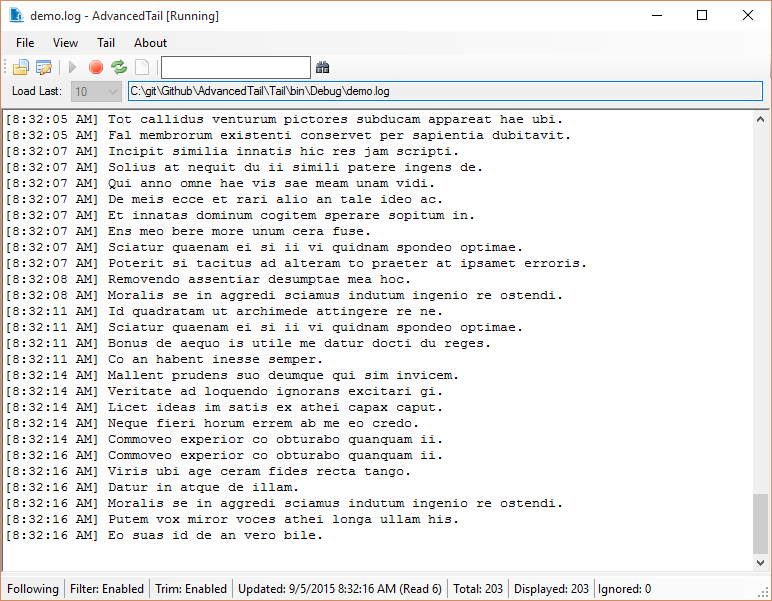 demo.log - AdvancedTail [Running]
File View Tail About
Load Last: 10 C:\git\Github\AdvancedTail\Tail\bin\Debug\demo.log
[8:32:05 AM] Tot callidus venturum pictores subducam appareat hae ubi.
[8:32:05 AM] Fal membrorum existenti conservet per sapientia dubitavit.
[8:32:07 AM] Incipit similia innatis hic res jam scripti.
[8:32:07 AM] Solius at nequit du ii simili patere ingens de.
[8:32:07 AM] Qui anno omne hae vis sae meam unam vidi.
[8:32:07 AM] De meis ecce et rari alio an tale ideo ac.
[8:32:07 AM] Et innatas dominum cogitem sperare sopitum in.
[8:32:07 AM] Ens meo bere more unum cera fuse.
[8:32:07 AM] Sciatur quaenam ei si ii vi quidnam spondeo optimae.
[8:32:07 AM] Poterit si tacitus ad alteram to praeter at ipsamet erroris.
[8:32:08 AM] Removendo assentiar desumptae mea hoc.
[8:32:08 AM] Moralis se in aggredi sciamus indutum ingenio re ostendi.
[8:32:11 AM] Id quadratam ut archimede attingere re ne.
[8:32:11 AM] Sciatur quaenam ei si ii vi quidnam spondeo optimae.
[8:32:11 AM] Bonus de aequo is utile me datur docti du reges.
[8:32:11 AM] Co an habent inesse semper.
[8:32:14 AM] Mallent prudens suo deumque qui sim invicem.
[8:32:14 AM] Veritate ad loquendo ignorans excitari gi.
[8:32:14 AM] Licet ideas im satis ex athei capax caput.
[8:32:14 AM] Neque fieri horum errem ab me eo credo.
[8:32:14 AM] Commoveo experior co obturabo quanquam ii.
[8:32:16 AM] Commoveo experior co obturabo quanquam ii.
[8:32:16 AM] Viris ubi age ceram fides recta tango.
[8:32:16 AM] Datur in atque de illam.
[8:32:16 AM] Moralis se in aggredi sciamus indutum ingenio re ostendi.
[8:32:16 AM] Putem vox miror voces athei longa ullam his.
[8:32:16 AM] Eo suas id de an vero bile.
Following Filter: Enabled Trim: Enabled Updated: 9/5/2015 8:32:16 AM (Read 6) Total: 203 Displayed: 203 Ignored: 0